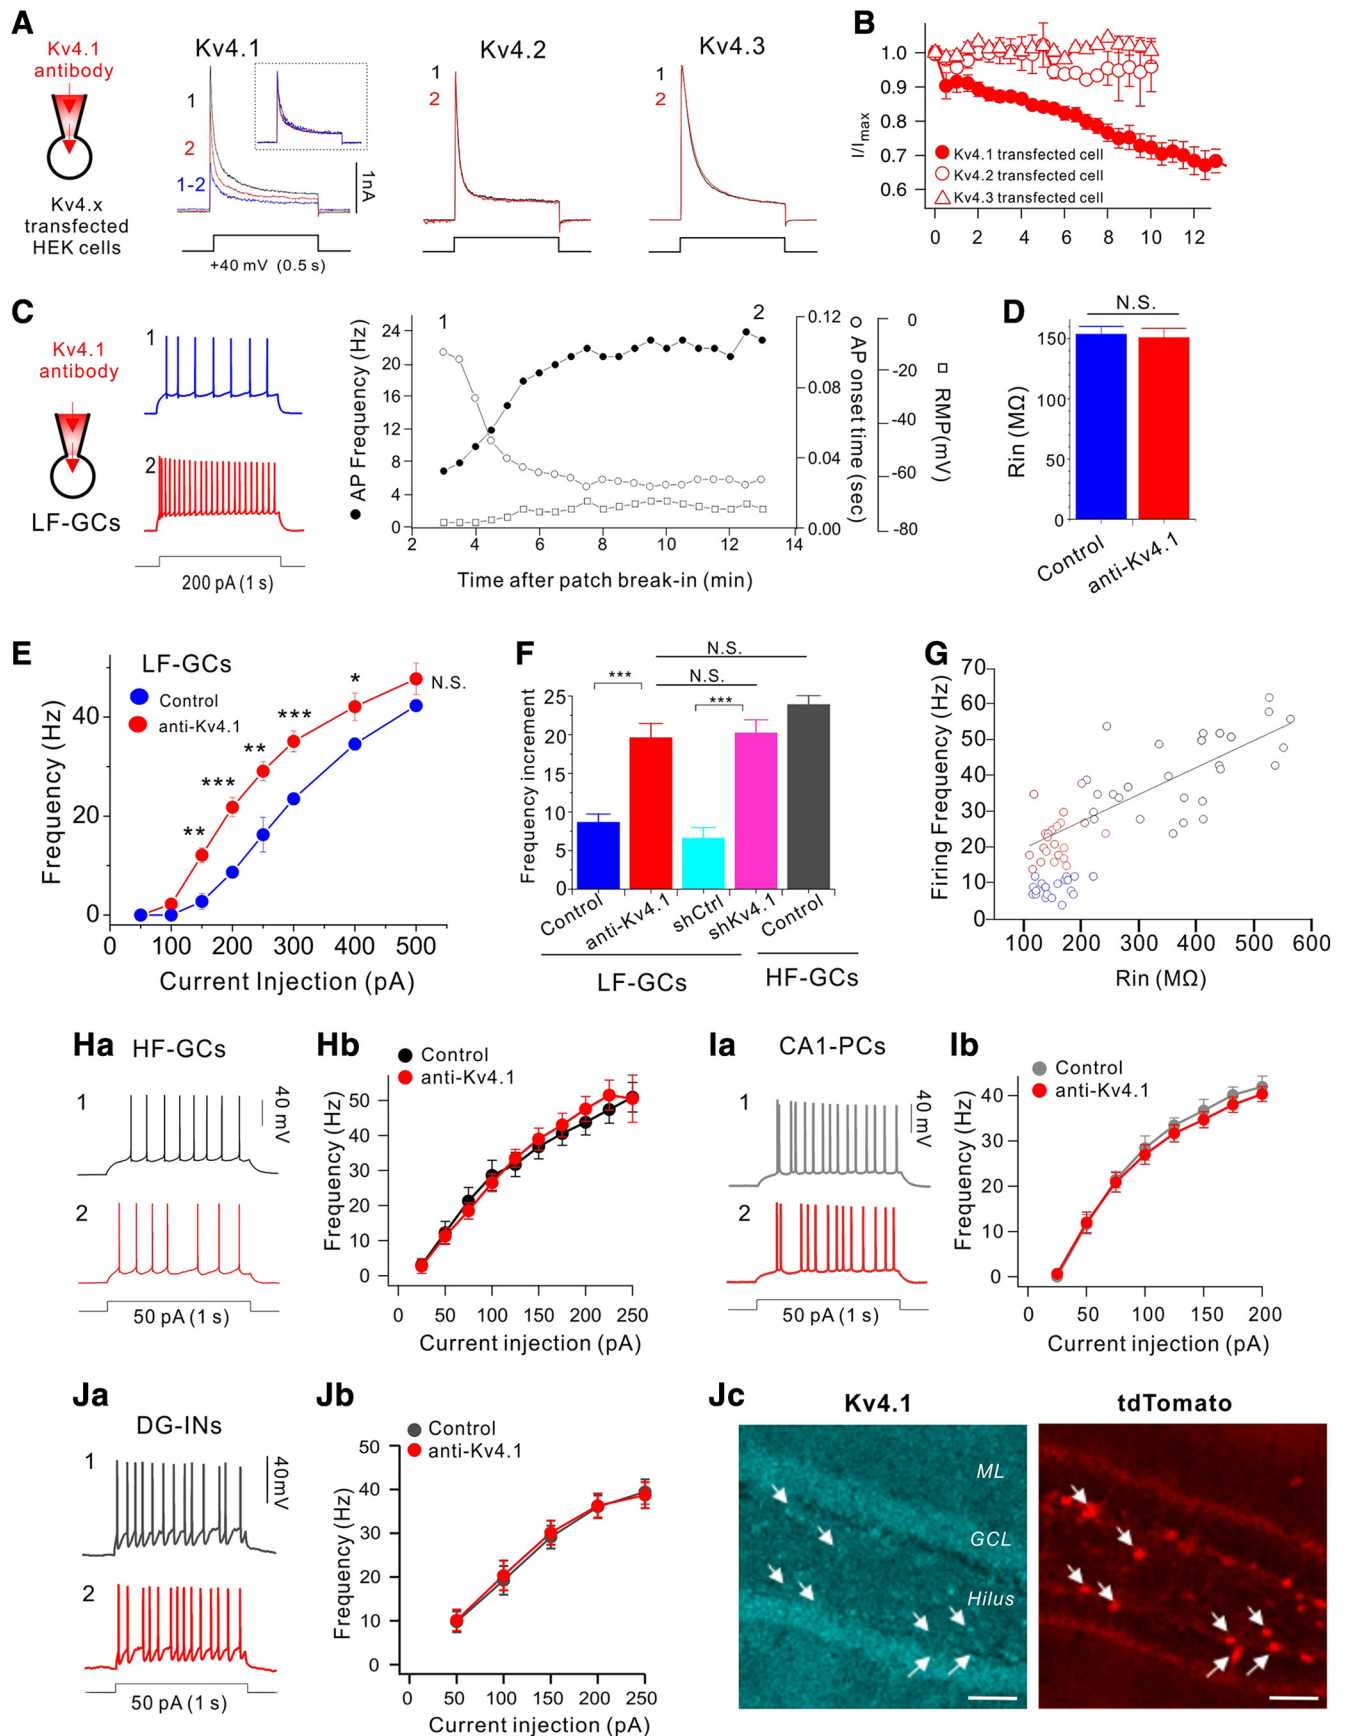 A
Kv4.1
antibody
Kv4.x
transfected
HEK cells
Kv4.1
1
2
1-2
1nA
+40 mV (0.5 s)
Kv4.2
1
2
Kv4.3
1
2
B
I/Imax
1.0
0.9
0.8
0.7
0.6
Kv4.1 transfected cell
Kv4.2 transfected cell
Kv4.3 transfected cell
0 2 4 6 8 10 12
C
Kv4.1
antibody
LF-GCs
1
2
200 pA (1 s)
1
2
AP Frequency (Hz)
24
20
16
12
8
4
0
2 4 6 8 10 12 14
Time after patch break-in (min)
0.12
0.08
0.04
0.00
AP onset time (sec)
0
-20
-40
-60
-80
RMP(mV)
D
N.S.
Rin (MΩ)
150
100
50
0
Control
anti-Kv4.1
E
LF-GCs
Control
anti-Kv4.1
Frequency (Hz)
40
20
0
**
***
**
***
*
N.S.
0 100 200 300 400 500
Current Injection (pA)
F
N.S.
N.S.
***
***
Frequency increment
25
20
15
10
5
0
Control
anti-Kv4.1
shCtrl
shKv4.1
Control
LF-GCs
HF-GCs
G
Firing Frequency (Hz)
70
60
50
40
30
20
10
0
100 200 300 400 500 600
Rin (MΩ)
Ha
HF-GCs
1
40 mV
2
50 pA (1 s)
Hb
Control
anti-Kv4.1
Frequency (Hz)
50
40
30
20
10
0
0 50 100 150 200 250
Current injection (pA)
Ia
CA1-PCs
1
40 mV
2
50 pA (1 s)
Ib
Control
anti-Kv4.1
Frequency (Hz)
40
30
20
10
0
0 50 100 150 200
Current injection (pA)
Ja
DG-INs
1
40mV
2
50 pA (1 s)
Jb
Control
anti-Kv4.1
Frequency (Hz)
50
40
30
20
10
0
0 50 100 150 200 250
Current injection (pA)
Jc
Kv4.1
ML
GCL
Hilus
tdTomato